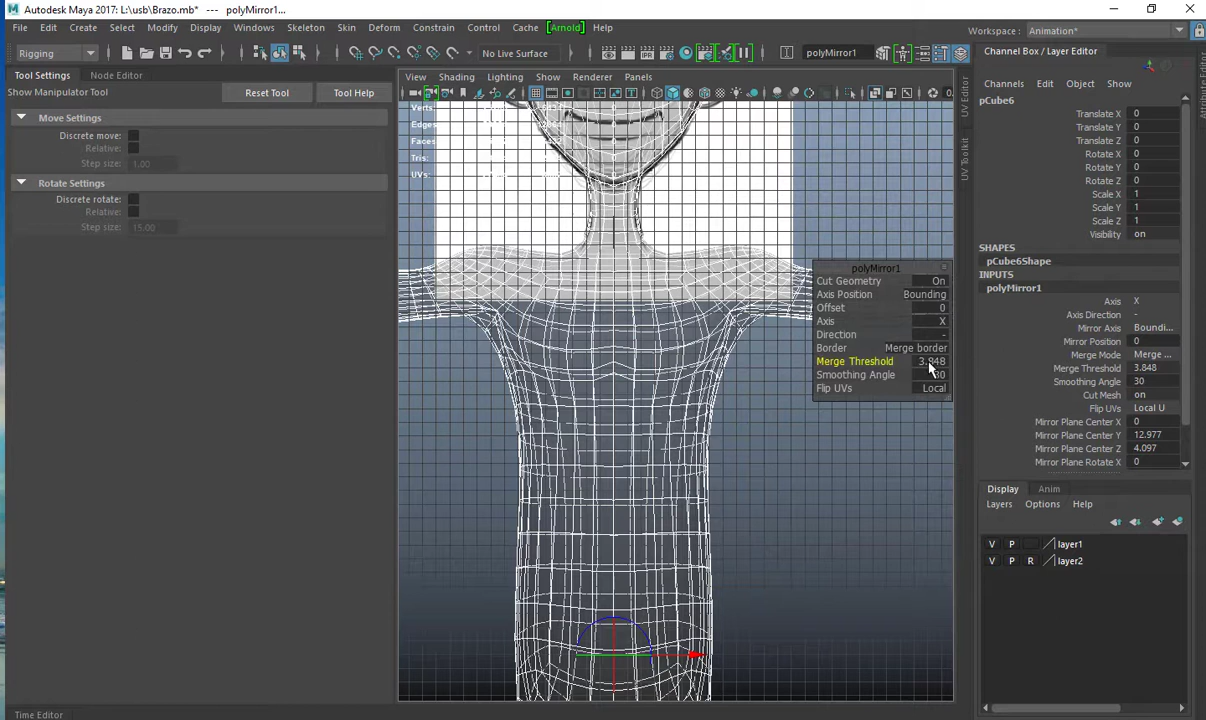 Autodesk Maya 2017: L:\usb\Brazo.mb* --- polyMirror1...
File Edit Create Select Modify Display Windows Skeleton Skin Deform Constrain Control Cache [Arnold] Help
Workspace : Animation*
Rigging
No Live Surface
polyMirror1
Tool Settings Node Editor
Show Manipulator Tool Reset Tool Tool Help
Move Settings
Discrete move:
Relative:
Step size: 1.00
Rotate Settings
Discrete rotate:
Relative:
Step size: 15.00
View Shading Lighting Show Renderer Panels
Verts:
Edges:
Faces:
Tris:
UVs:
polyMirror1
Cut Geometry On
Axis Position Bounding
Offset 0
Axis X
Direction -
Border Merge border
Merge Threshold 3.848
Smoothing Angle 30
Flip UVs Local
UV Editor
UV Toolkit
Channel Box / Layer Editor
Channels Edit Object Show
pCube6
Translate X 0
Translate Y 0
Translate Z 0
Rotate X 0
Rotate Y 0
Rotate Z 0
Scale X 1
Scale Y 1
Scale Z 1
Visibility on
SHAPES
pCube6Shape
INPUTS
polyMirror1
Axis X
Axis Direction -
Mirror Axis Boundi...
Mirror Position 0
Merge Mode Merge ...
Merge Threshold 3.848
Smoothing Angle 30
Cut Mesh on
Flip UVs Local U
Mirror Plane Center X 0
Mirror Plane Center Y 12.977
Mirror Plane Center Z 4.097
Mirror Plane Rotate X 0
Display Anim
Layers Options Help
V P layer1
V P R layer2
Time Editor